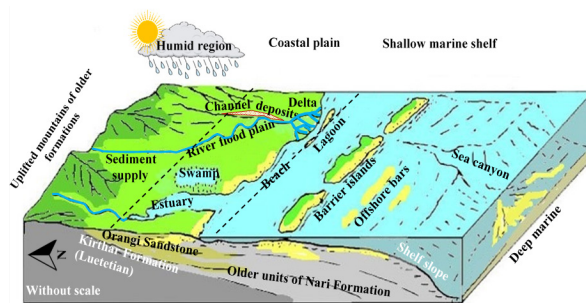 Humid region
Coastal plain
Shallow marine shelf
Uplifted mountains of older
formations
Channel deposits
Delta
River flood plain
Lagoon
Sediment
supply
Swamp
Beach
Sea canyon
Estuary
Barrier islands
Offshore bars
Orangi Sandstone
Kirthar Formation
(Luetetian)
Older units of Nari Formation
Shelf slope
Deep marine
N
Without scale